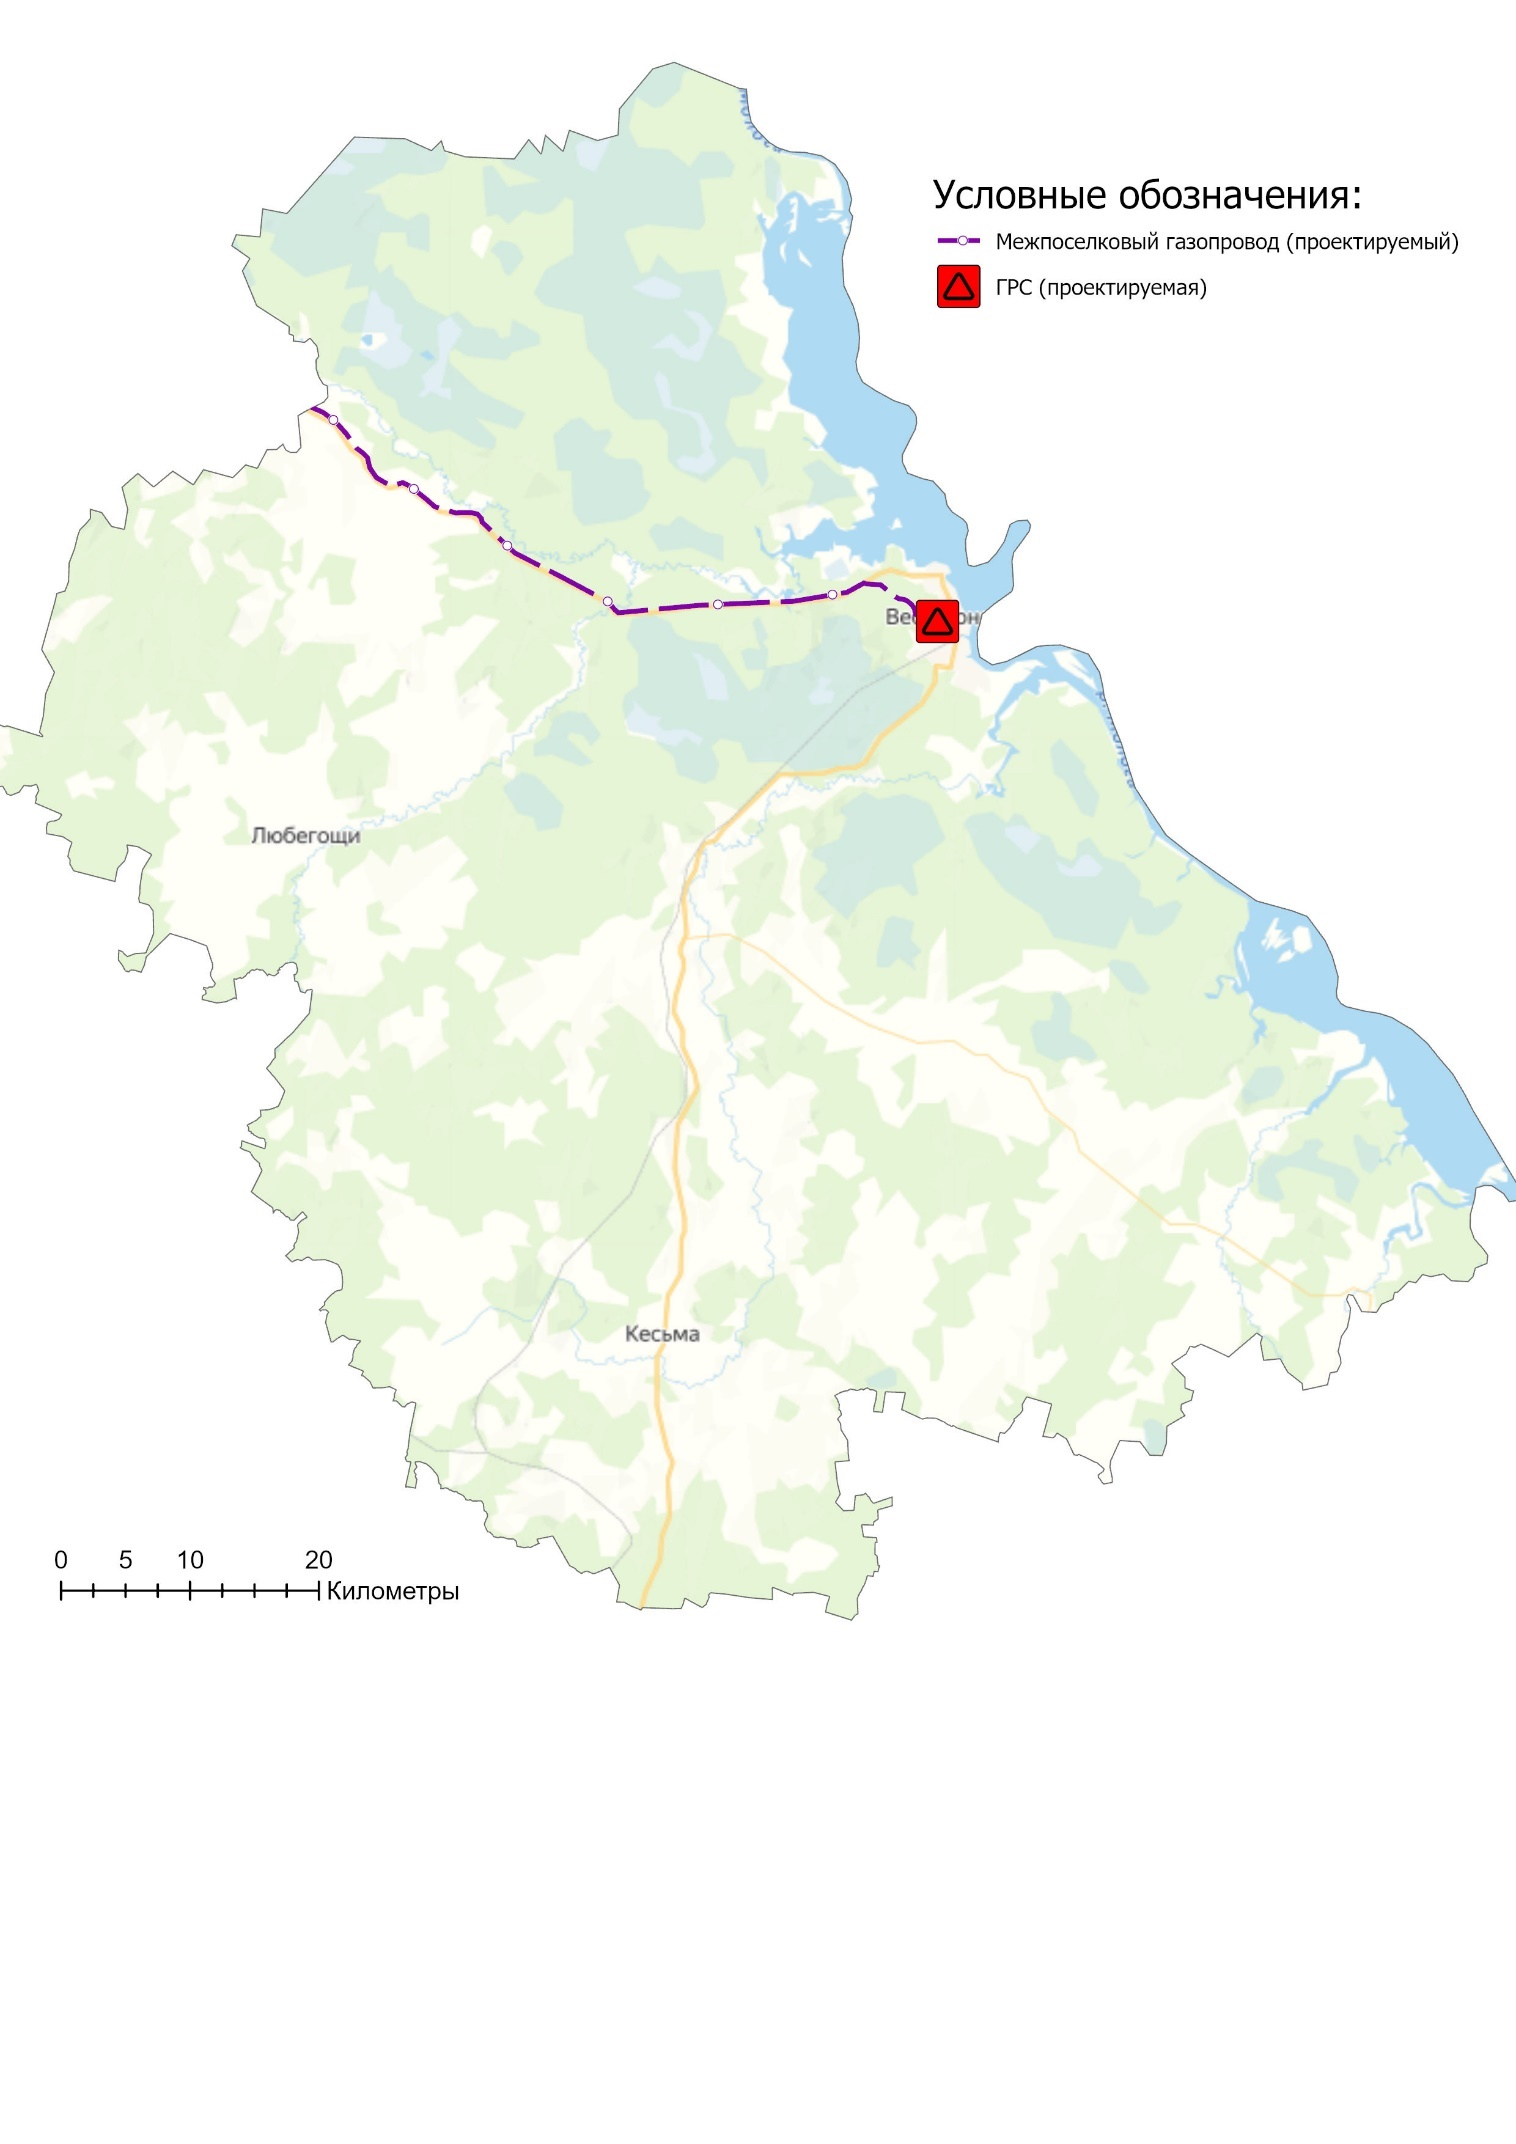 Условные обозначения:
Межпоселковый газопровод (проектируемый)
ГРС (проектируемая)
Любегощи
Кесьма
0 5 10 20
Километры